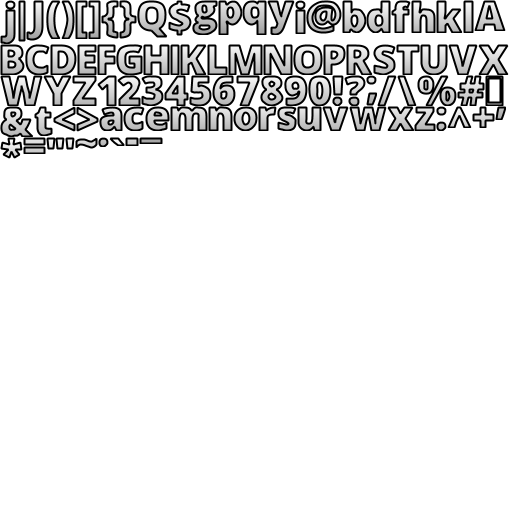 j|J()[]{}Q$gpqyi@bdfhklA
BCDEFGHIKLMNOPRSTUVX
WYZ1234567890!?;/\%#▯
&t<>acemnorsuvwxz:^+,
*="'~·`-_